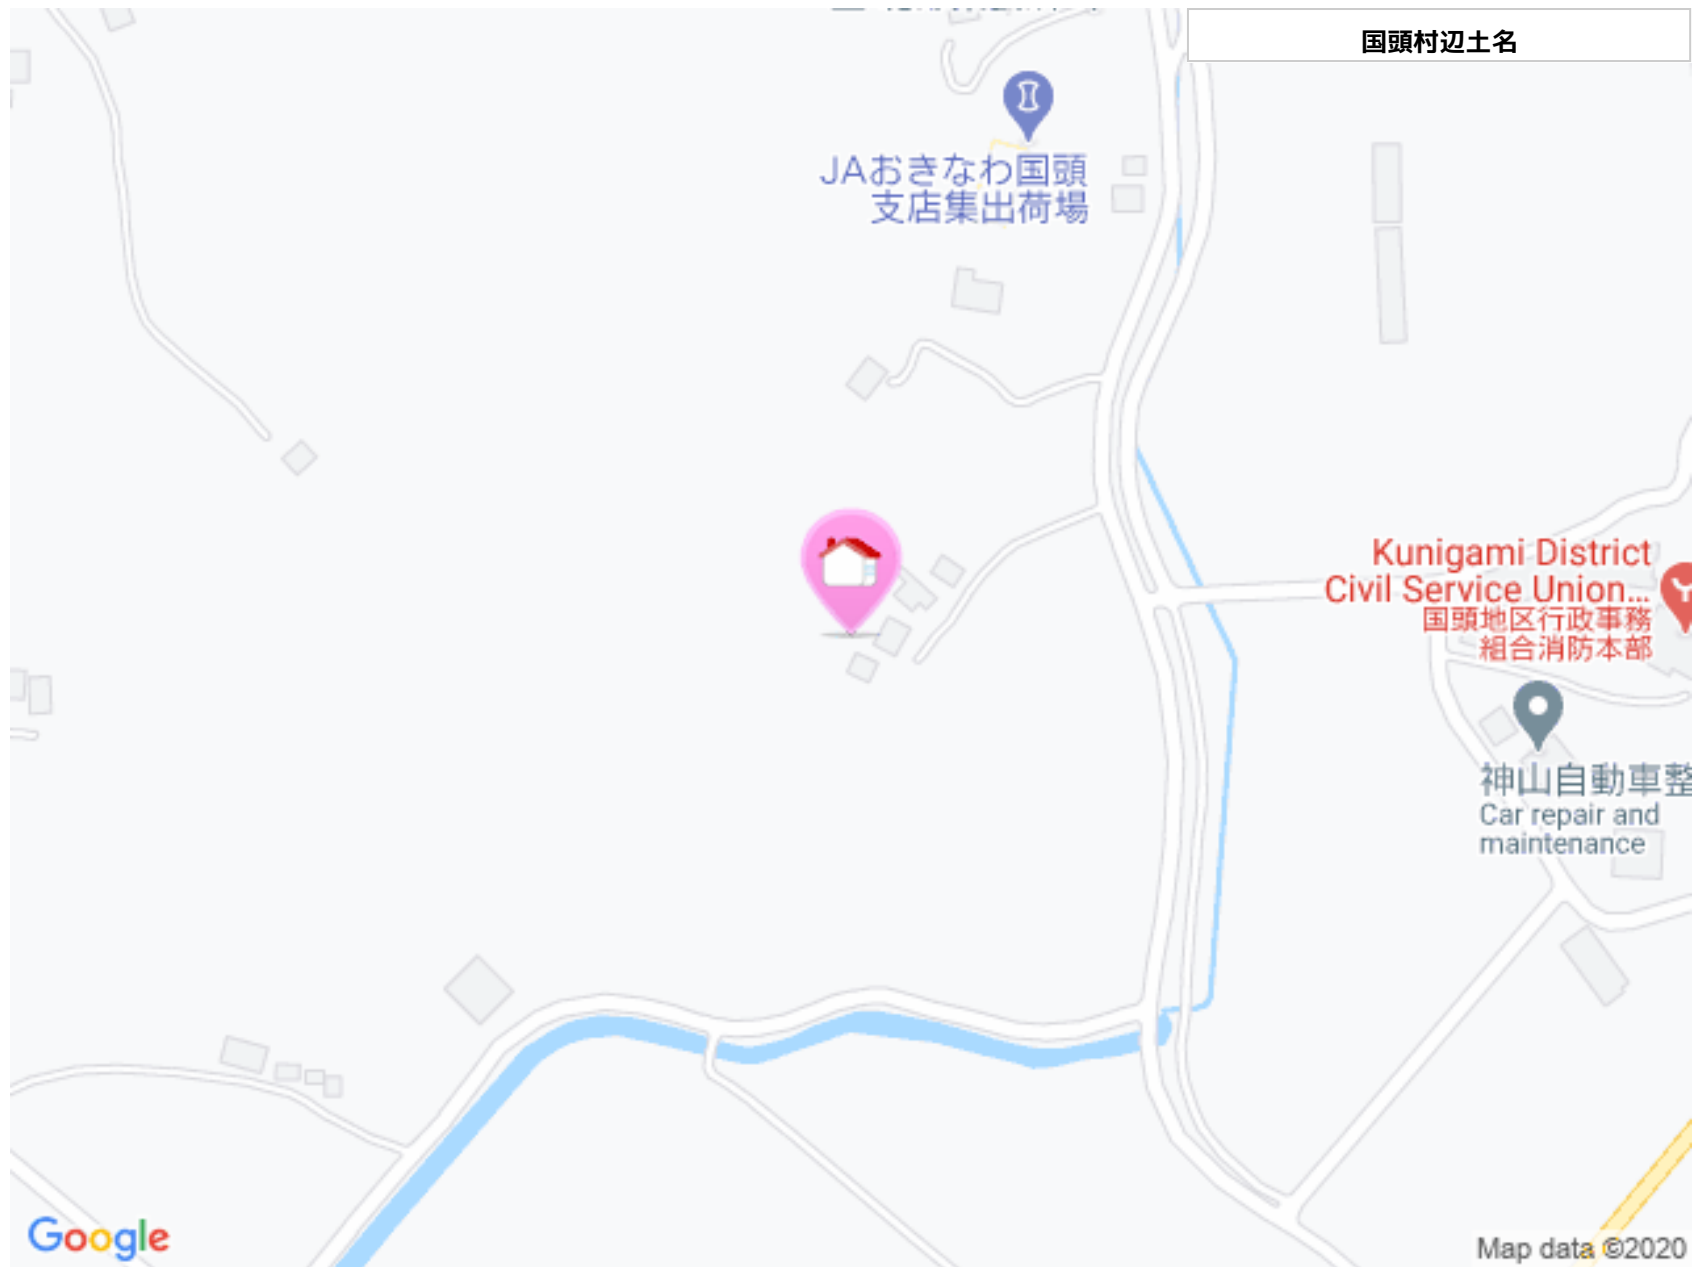 国頭村辺土名
JAおきなわ国頭
支店集出荷場
Kunigami District
Civil Service Union...
国頭地区行政事務
組合消防本部
神山自動車整
Car repair and
maintenance
Google
Map data ©2020